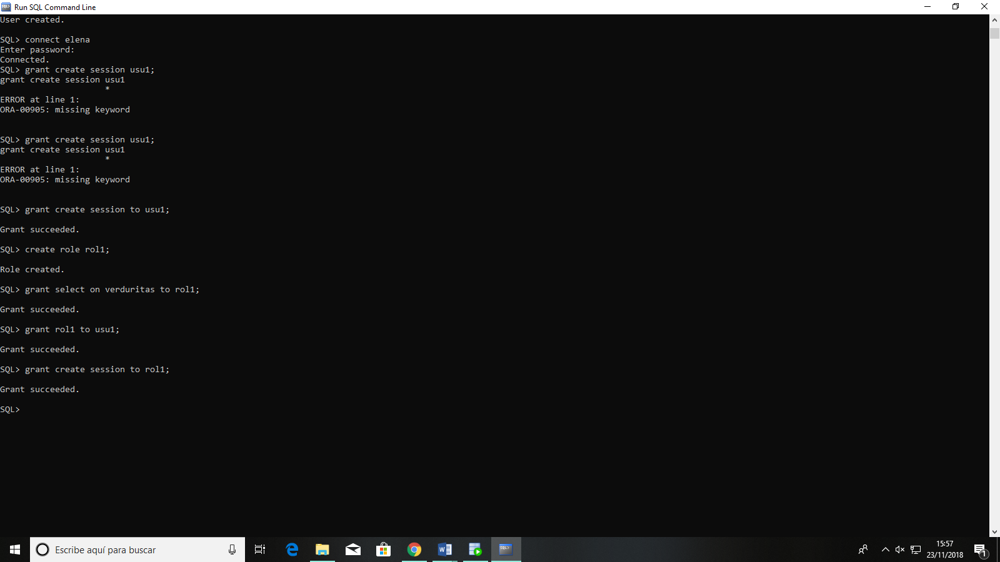 Run SQL Command Line
User created.
SQL> connect elena
Enter password:
Connected.
SQL> grant create session usu1;
grant create session usu1
*
ERROR at line 1:
ORA-00905: missing keyword
SQL> grant create session usu1;
grant create session usu1
*
ERROR at line 1:
ORA-00905: missing keyword
SQL> grant create session to usu1;
Grant succeeded.
SQL> create role rol1;
Role created.
SQL> grant select on verduritas to rol1;
Grant succeeded.
SQL> grant rol1 to usu1;
Grant succeeded.
SQL> grant create session to rol1;
Grant succeeded.
SQL>
Escribe aquí para buscar
15:57
23/11/2018
1